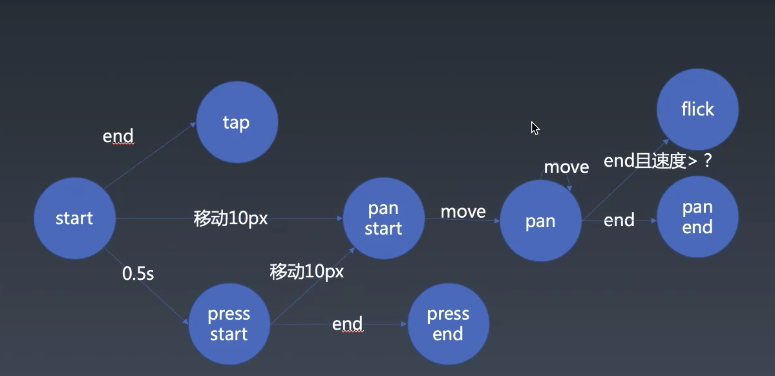 flick
tap
end
move
end且速度>？
start
移动10px
pan
start
move
pan
end
pan
end
0.5s
移动10px
press
start
end
press
end